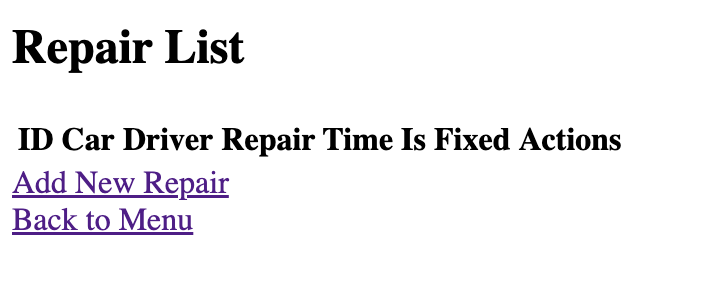 Repair List
ID Car Driver Repair Time Is Fixed Actions
Add New Repair
Back to Menu